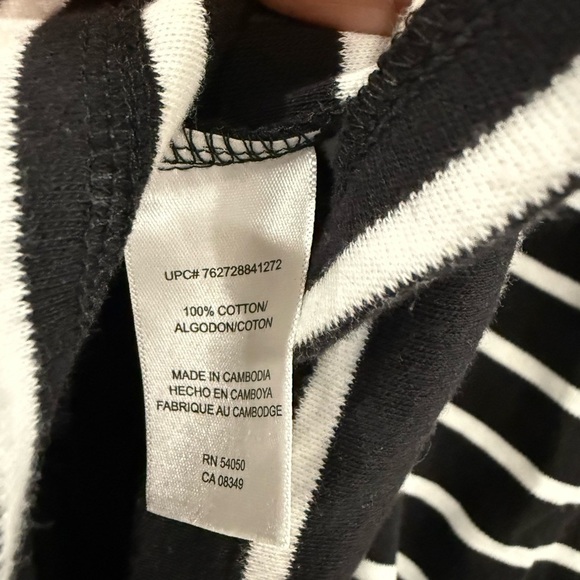 UPC# 762728841272
100% COTTON/
ALGODON/COTON
MADE IN CAMBODIA
HECHO EN CAMBOYA
FABRIQUE AU CAMBODGE
RN 54050
CA 08349